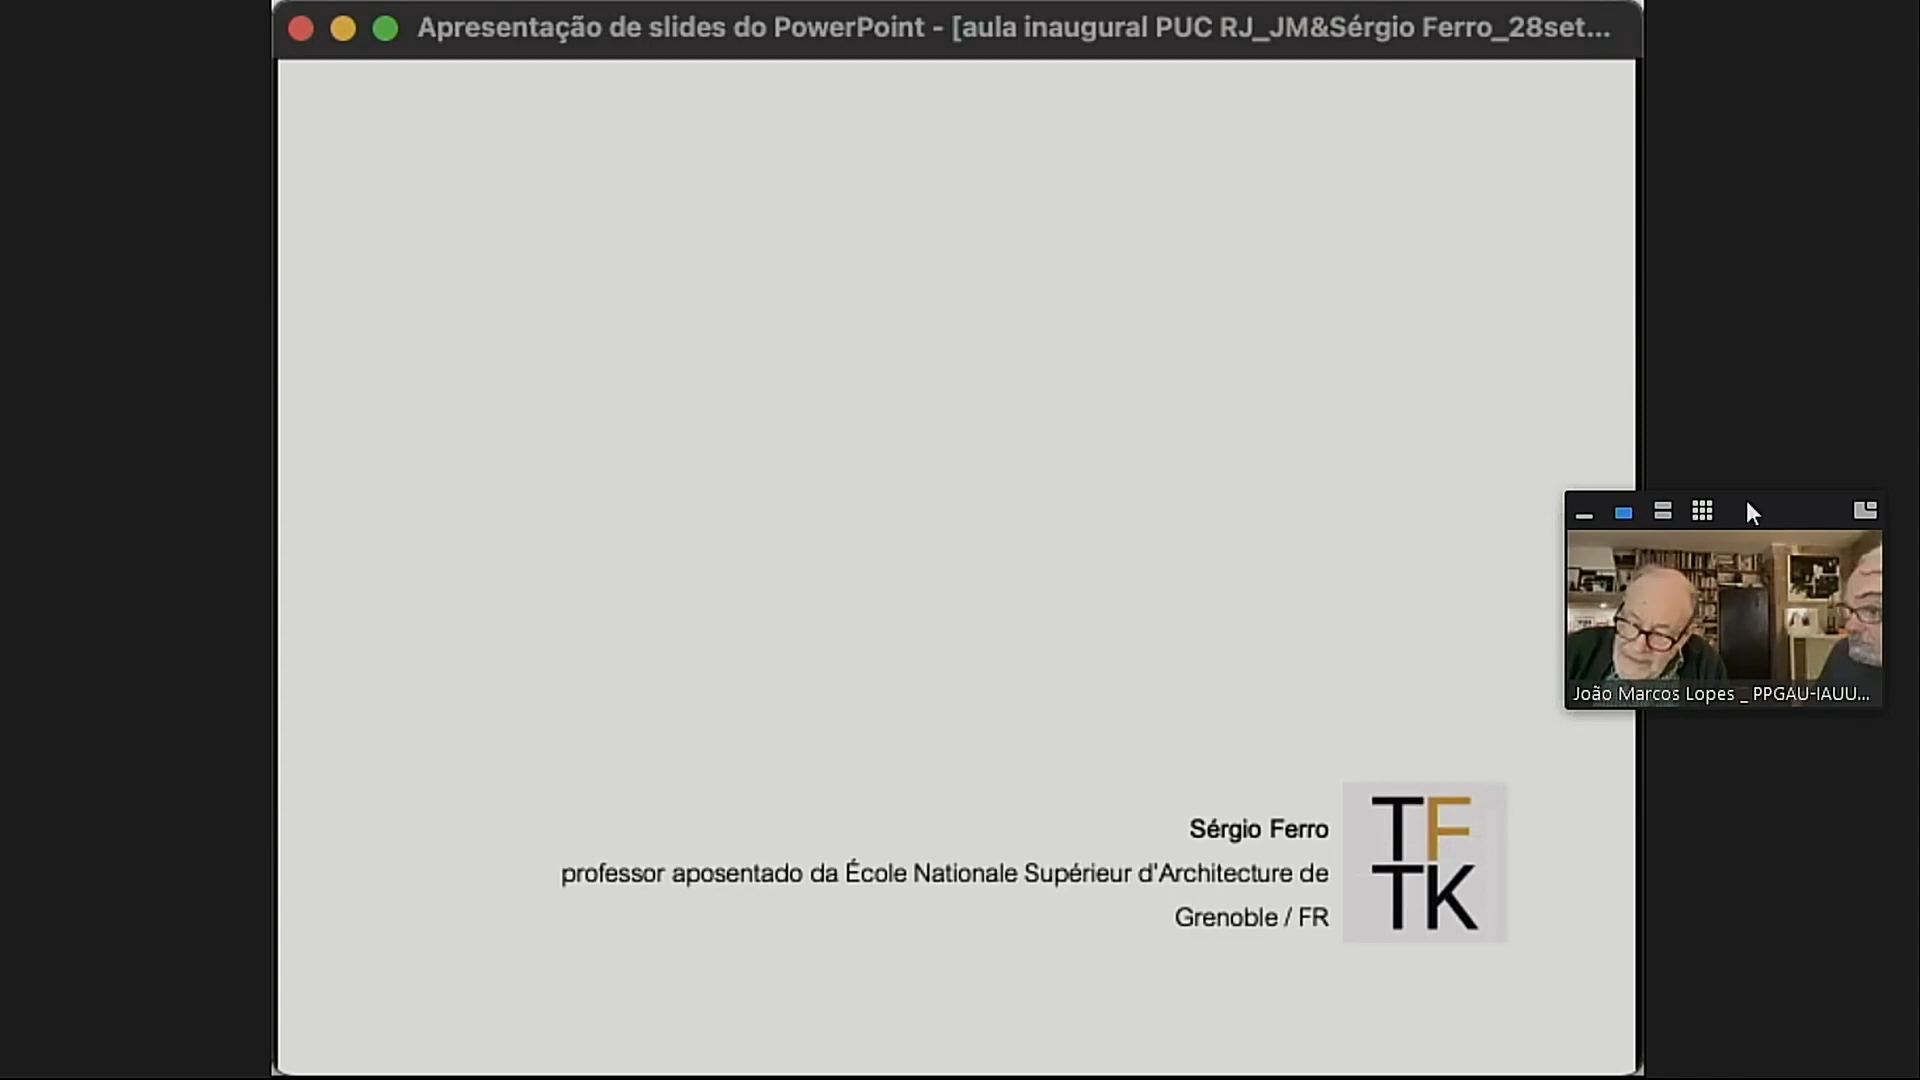 Apresentação de slides do PowerPoint - [aula inaugural PUC RJ_JM&Sérgio Ferro_28set...
Sérgio Ferro
professor aposentado da École Nationale Supérieur d'Architecture de
Grenoble / FR
TF
TK
João Marcos Lopes _ PPGAU-IAUU...